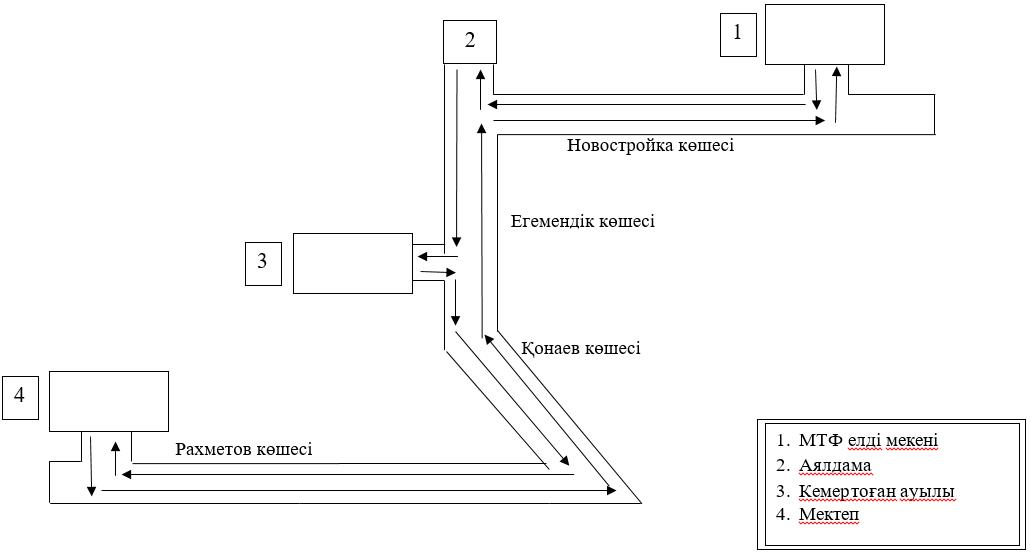 1
2
Новостройка көшесі
Егемендік көшесі
3
Қонаев көшесі
4
Рахметов көшесі
1. МТФ елді мекені
2. Аялдама
3. Кемертоған ауылы
4. Мектеп